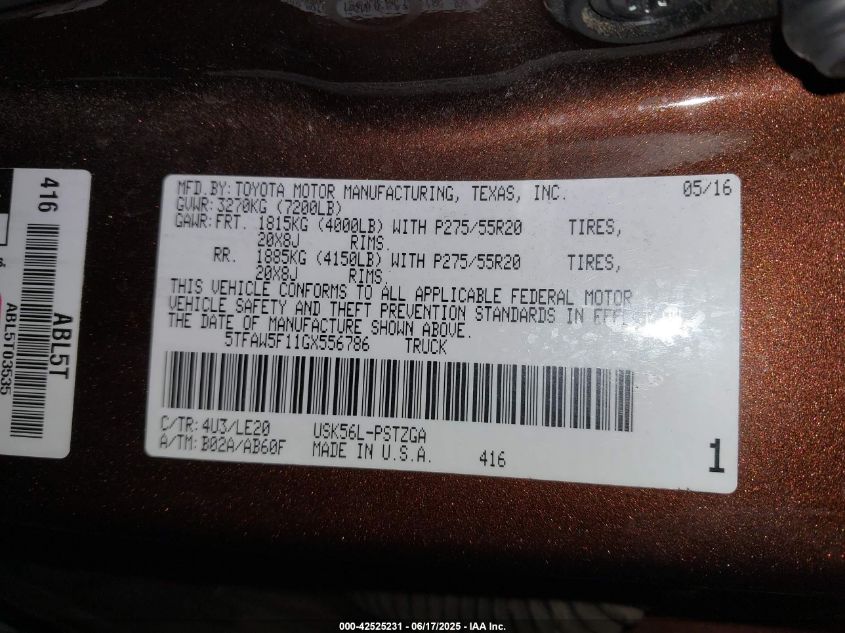 416
ABL5T
ABL5T03535
MFD.BY: TOYOTA MOTOR MANUFACTURING, TEXAS, INC. 05/16
GVWR: 3270KG (7200LB)
GAWR: FRT. 1815KG (4000LB) WITH P275/55R20 TIRES,
20X8J RIMS.
RR. 1885KG (4150LB) WITH P275/55R20 TIRES,
20X8J RIMS.
THIS VEHICLE CONFORMS TO ALL APPLICABLE FEDERAL MOTOR
VEHICLE SAFETY AND THEFT PREVENTION STANDARDS IN
THE DATE OF MANUFACTURE SHOWN ABOVE.
5TFAW5F11GX556786 TRUCK
C/TR: 4U3/LE20 USK56L-PSTZGA
A/TM: B02A/AB60F MADE IN U.S.A. 416 1
000-42525231 - 06/17/2025 - IAA Inc.